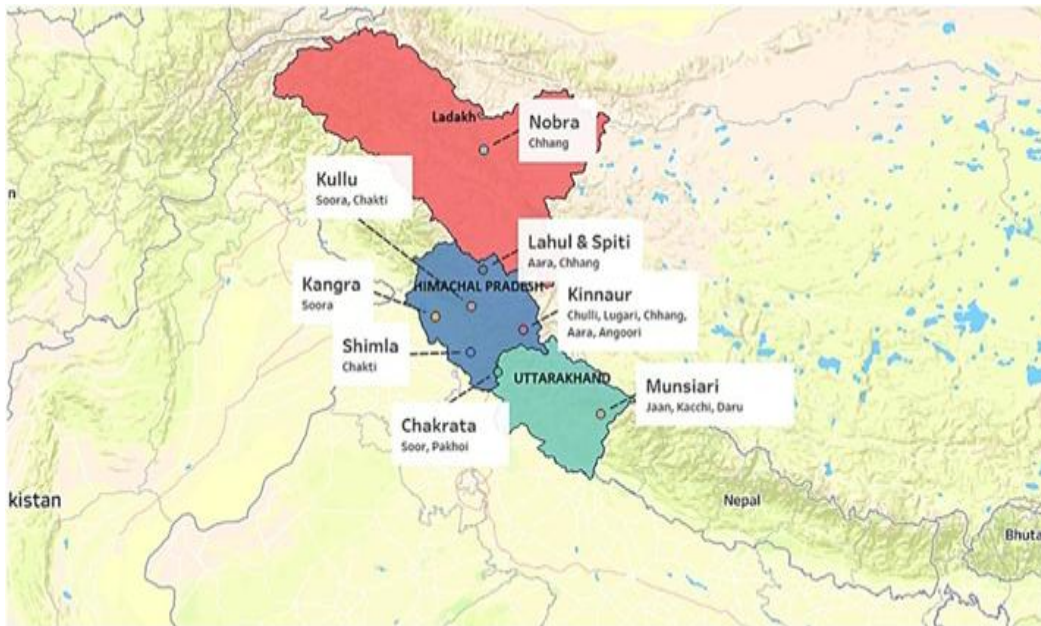 Ladakh
Nobra
Chhang
Kullu
Soora, Chakti
Lahul & Spiti
Aara, Chhang
HIMACHAL PRADESH
Kangra
Soora
Kinnaur
Chulli, Lugari, Chhang,
Aara, Angoori
Shimla
Chakti
UTTARAKHAND
Munsiari
Jaan, Kacchi, Daru
Chakrata
Soor, Pakhoi
kistan
Nepal
Bhuta
n